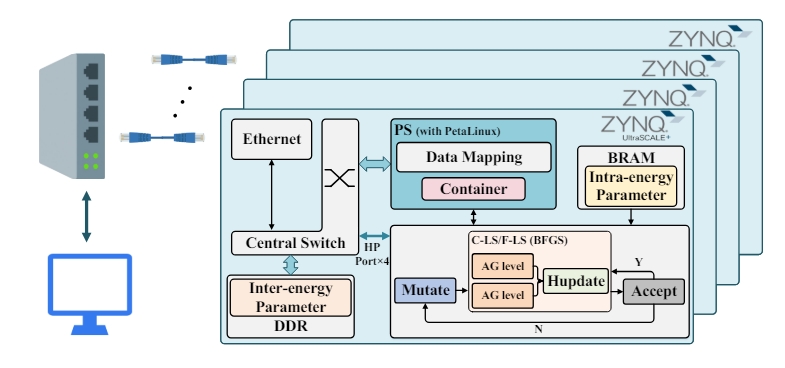 ZYNQ
ZYNQ
ZYNQ
ZYNQ
UltraSCALE+
Ethernet
PS (with PetaLinux)
Data Mapping
Container
BRAM
Intra-energy
Parameter
Central Switch
HP
Port×4
Inter-energy
Parameter
DDR
C-LS/F-LS (BFGS)
AG level
AG level
Hupdate
Mutate
Accept
Y
N